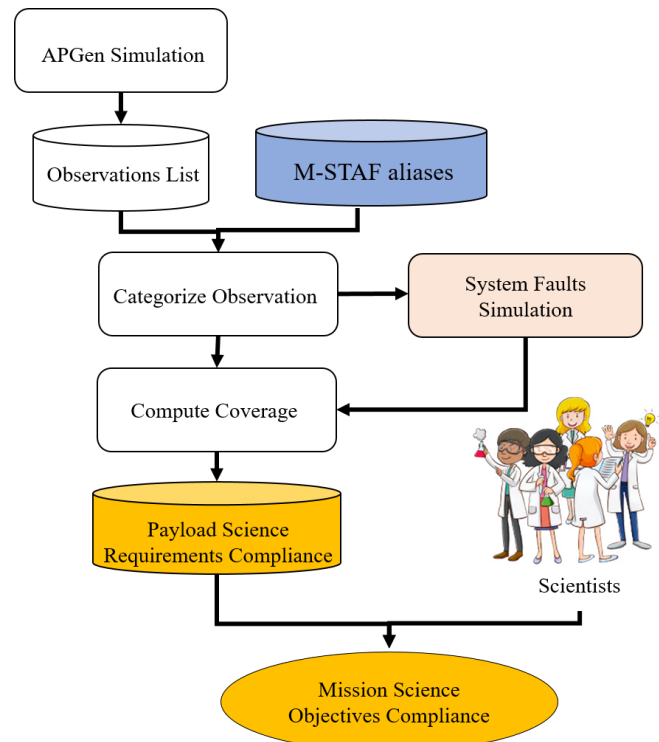 APGen Simulation
Observations List
M-STAF aliases
Categorize Observation
System Faults
Simulation
Compute Coverage
Payload Science
Requirements Compliance
Scientists
Mission Science
Objectives Compliance